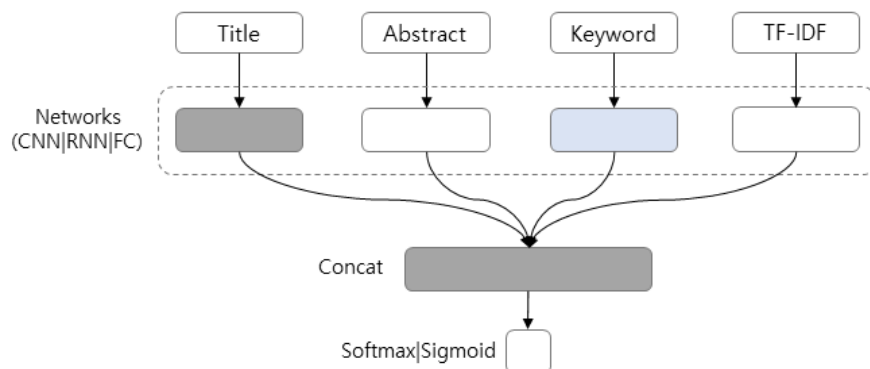 Title
Abstract
Keyword
TF-IDF
Networks
(CNN|RNN|FC)
Concat
Softmax|Sigmoid